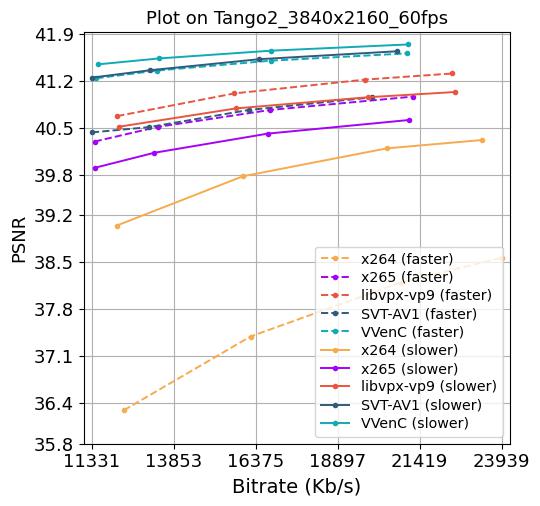 Plot on Tango2_3840x2160_60fps
41.9
41.2
40.5
39.8
39.2
38.5
37.8
37.1
36.4
35.8
PSNR
x264 (faster)
x265 (faster)
libvpx-vp9 (faster)
SVT-AV1 (faster)
VVenC (faster)
x264 (slower)
x265 (slower)
libvpx-vp9 (slower)
SVT-AV1 (slower)
VVenC (slower)
11331 13853 16375 18897 21419 23939
Bitrate (Kb/s)